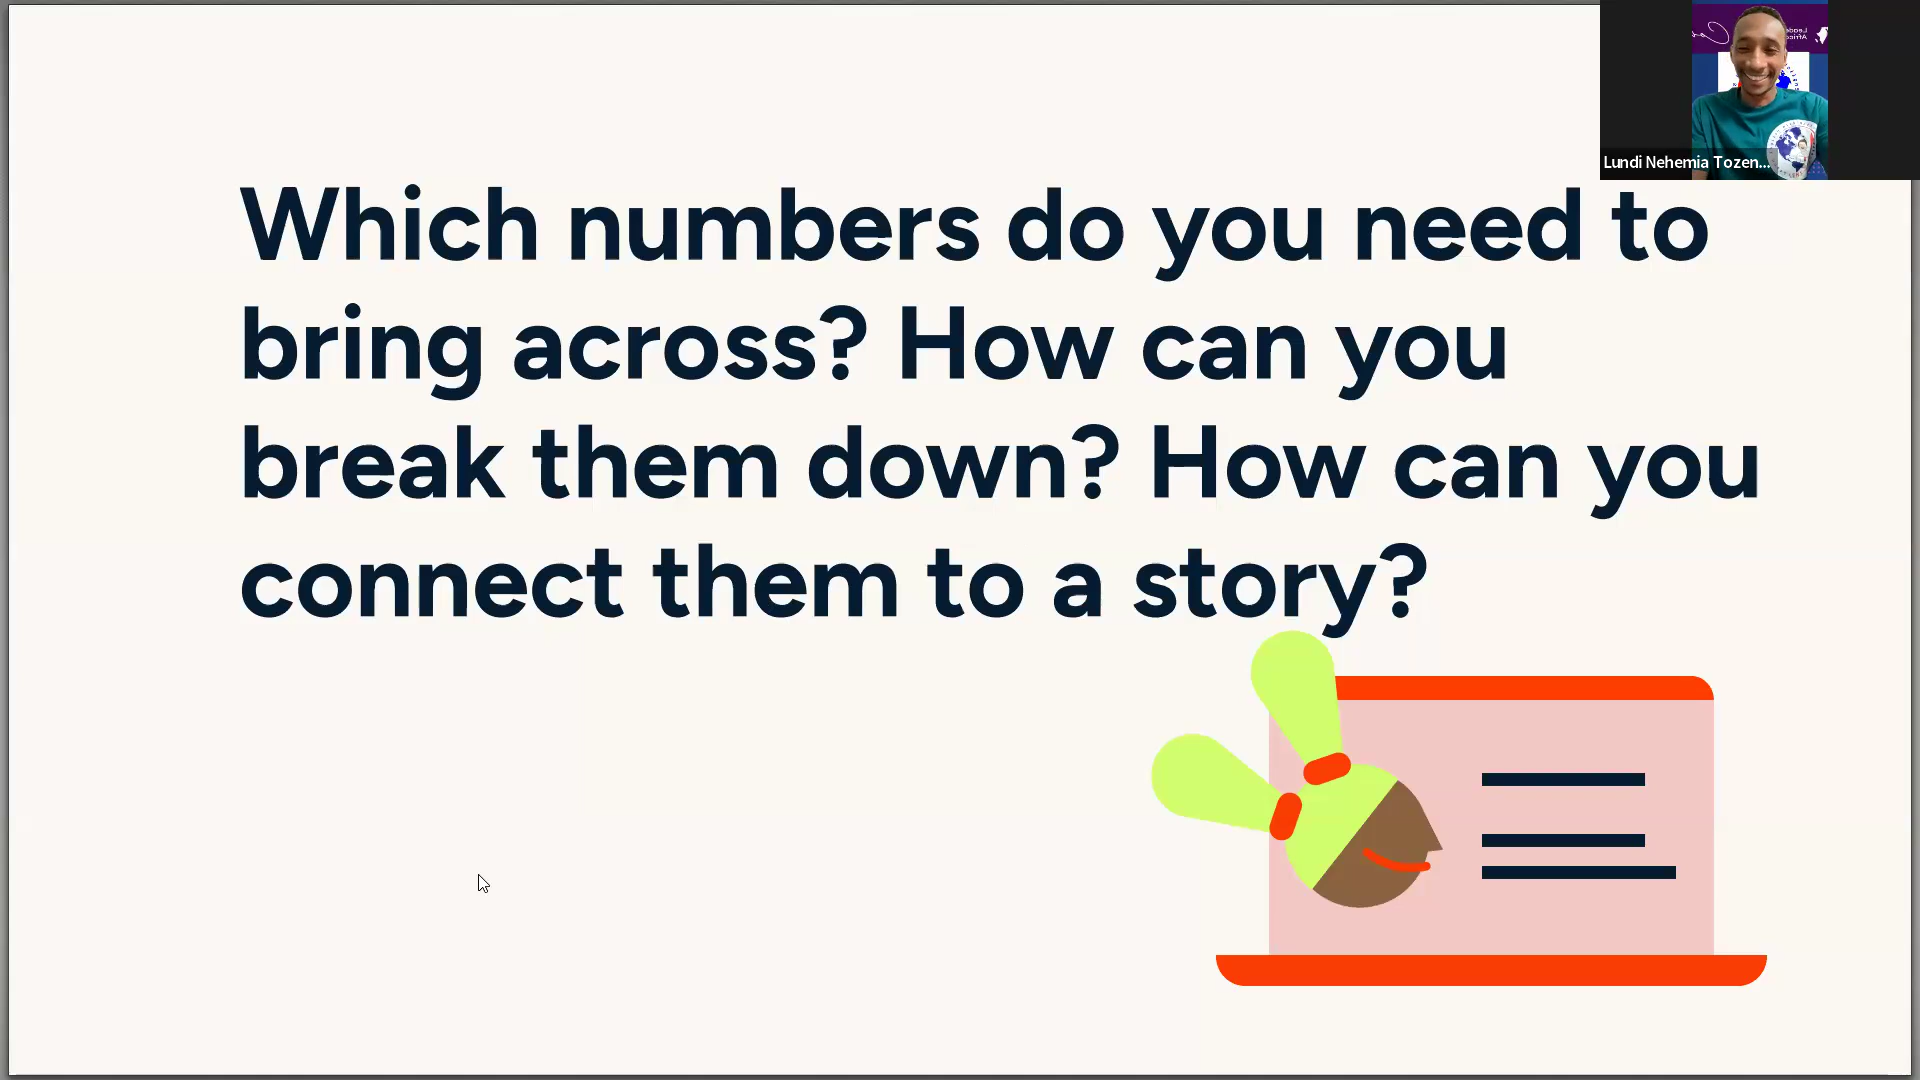 Which numbers do you need to
bring across? How can you
break them down? How can you
connect them to a story?
Lundi Nehemia Tozen...